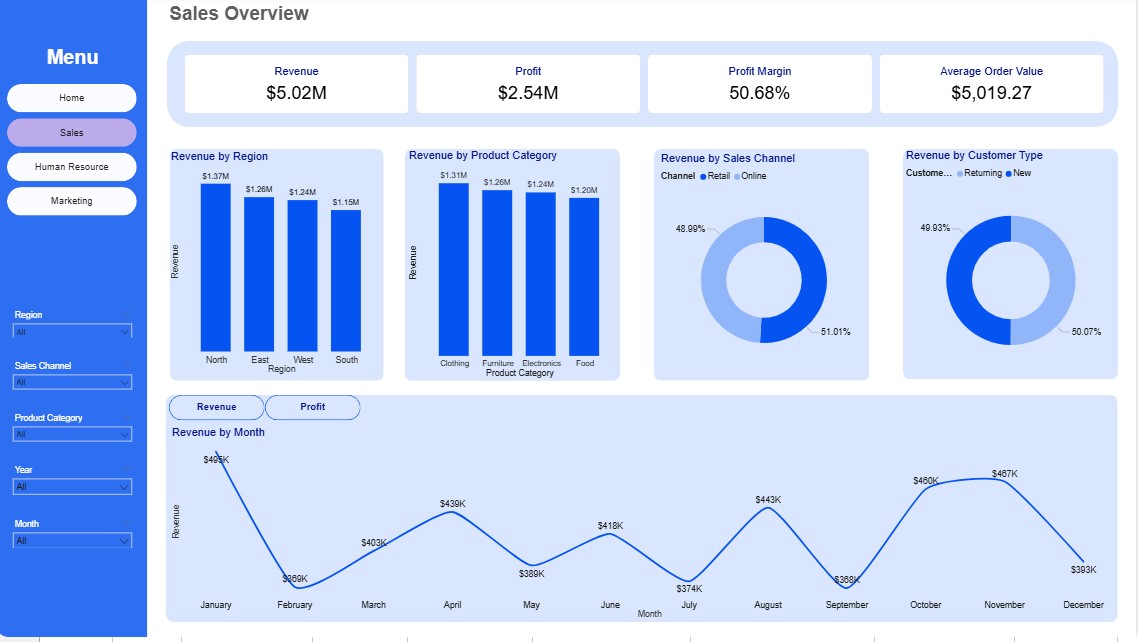 Sales Overview
Menu
Home
Sales
Human Resource
Marketing
Region
All
Sales Channel
All
Product Category
All
Year
All
Month
All
Revenue
$5.02M
Profit
$2.54M
Profit Margin
50.68%
Average Order Value
$5,019.27
Revenue by Region
$1.37M
$1.26M
$1.24M
$1.15M
Revenue
North East West South
Region
Revenue by Product Category
$1.31M
$1.26M
$1.24M
$1.20M
Revenue
Clothing Furniture Electronics Food
Product Category
Revenue by Sales Channel
Channel Retail Online
48.99%
51.01%
Revenue by Customer Type
Custome... Returning New
49.93%
50.07%
Revenue
Profit
Revenue by Month
Revenue
$495K
$369K
$403K
$439K
$389K
$418K
$374K
$443K
$368K
$460K
$467K
$393K
January February March April May June July August September October November December
Month